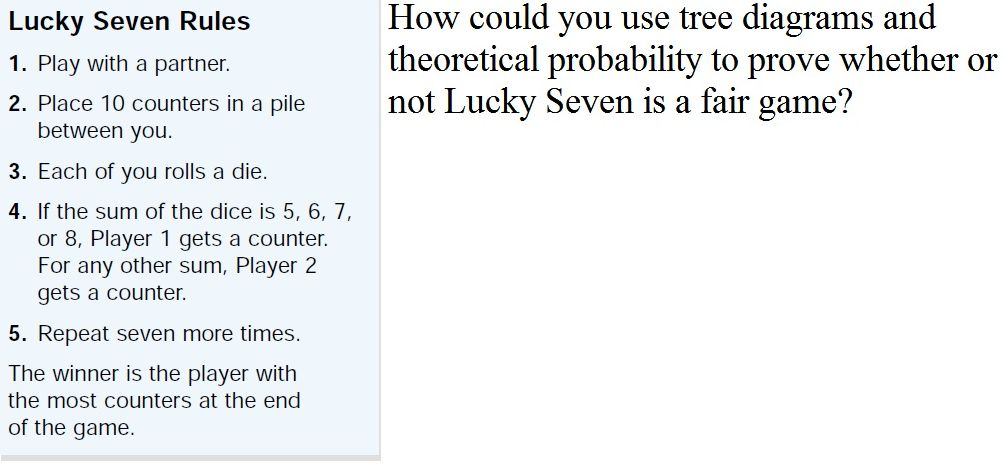 Lucky Seven Rules
1. Play with a partner.
2. Place 10 counters in a pile
between you.
3. Each of you rolls a die.
4. If the sum of the dice is 5, 6, 7,
or 8, Player 1 gets a counter.
For any other sum, Player 2
gets a counter.
5. Repeat seven more times.
The winner is the player with
the most counters at the end
of the game.
How could you use tree diagrams and
theoretical probability to prove whether or
not Lucky Seven is a fair game?